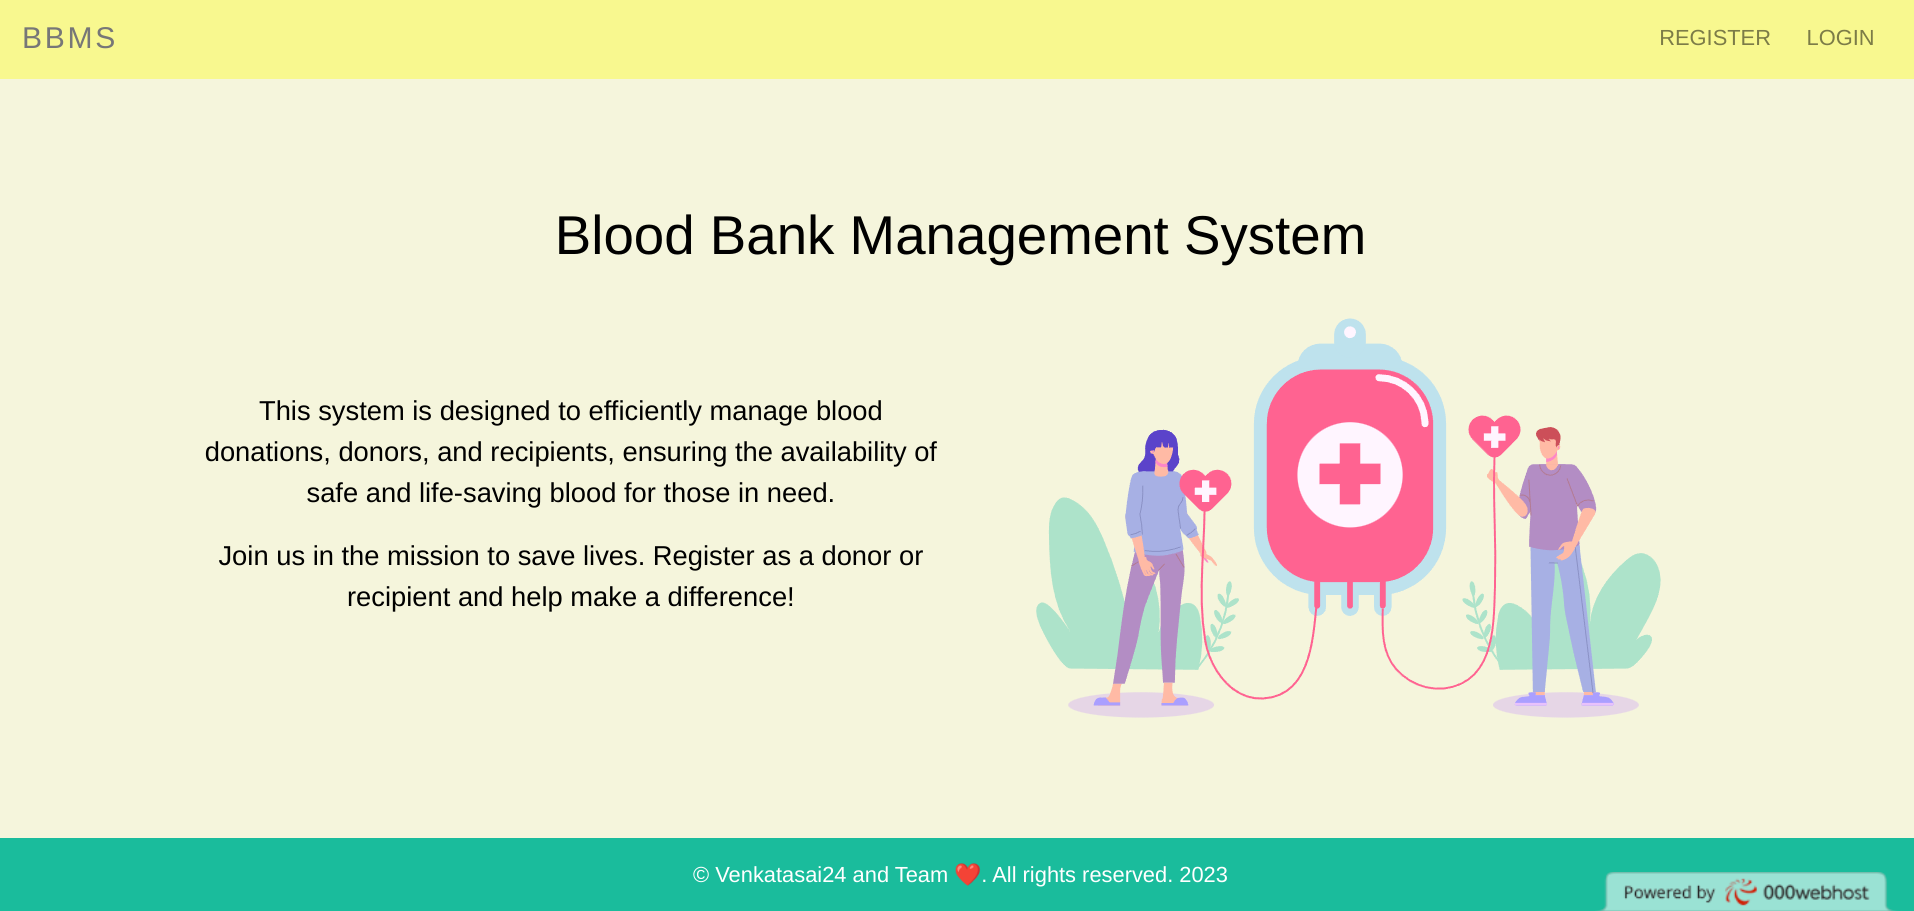 BBMS
REGISTER
LOGIN
Blood Bank Management System
This system is designed to efficiently manage blood
donations, donors, and recipients, ensuring the availability of
safe and life-saving blood for those in need.
Join us in the mission to save lives. Register as a donor or
recipient and help make a difference!
© Venkatasai24 and Team ❤️. All rights reserved. 2023
Powered by 000webhost